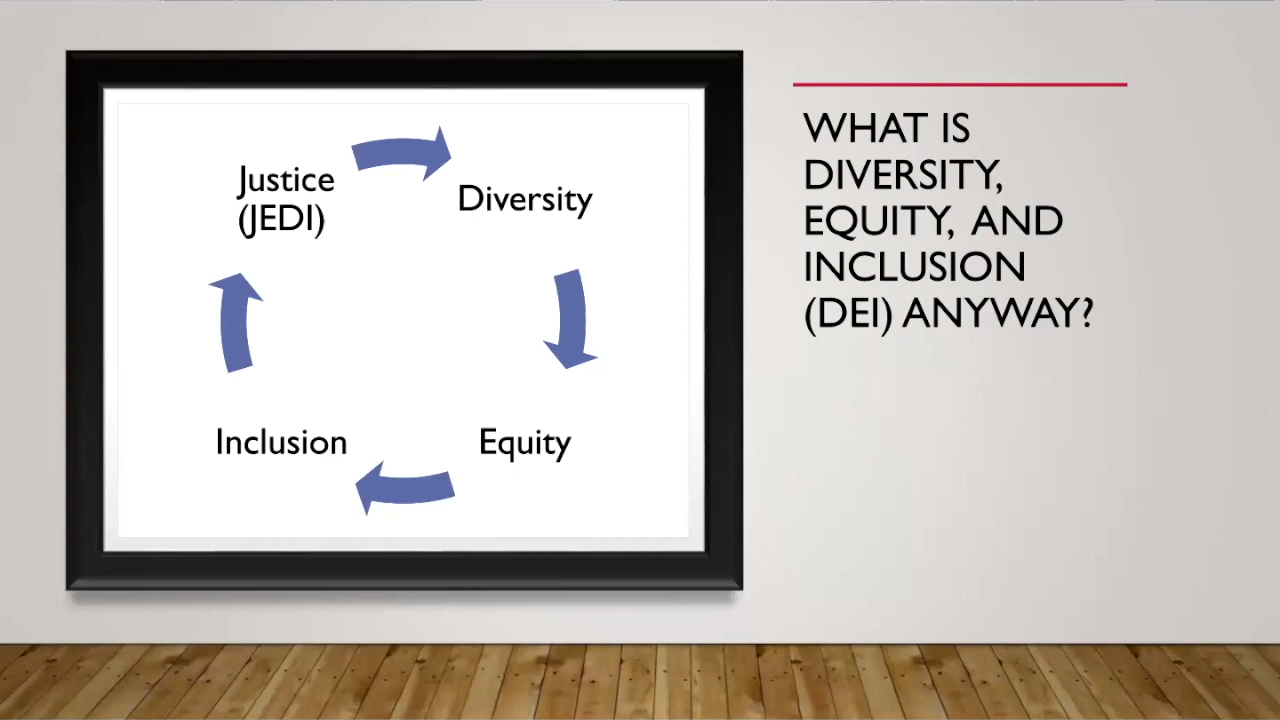 Justice
(JEDI)
Diversity
Inclusion
Equity
WHAT IS
DIVERSITY,
EQUITY, AND
INCLUSION
(DEI) ANYWAY?